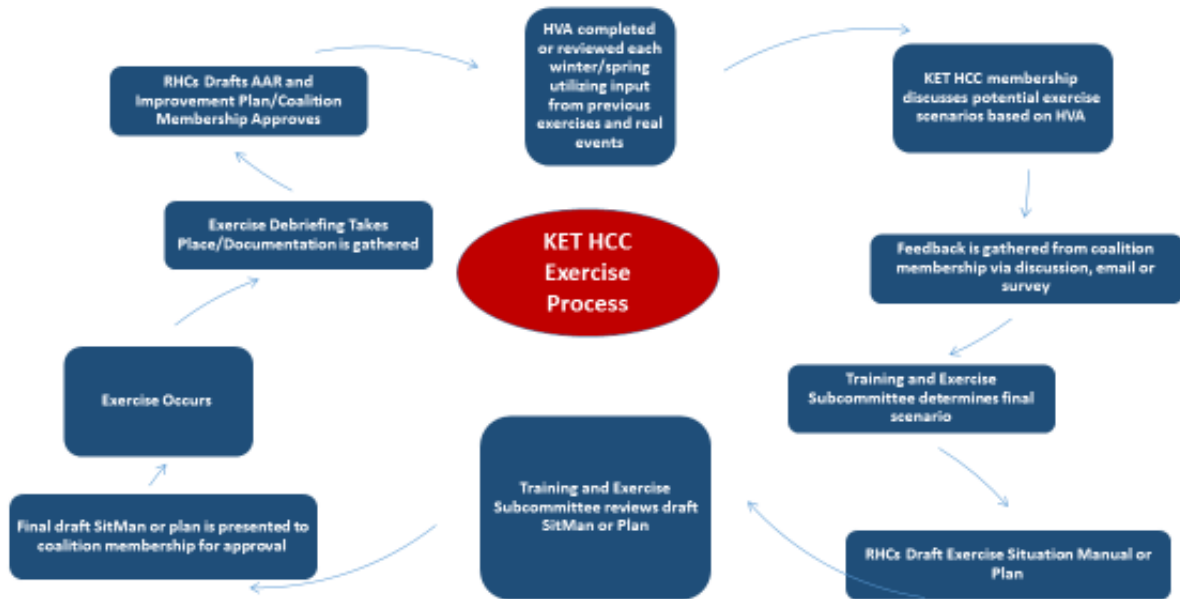 HVA completed
or reviewed each
winter/spring
utilizing input
from previous
exercises and real
events
KET HCC membership
discusses potential exercise
scenarios based on HVA
Feedback is gathered from coalition
membership via discussion, email or
survey
Training and Exercise
Subcommittee determines final
scenario
RHCs Draft Exercise Situation Manual or
Plan
Training and Exercise
Subcommittee reviews draft
SitMan or Plan
Final draft SitMan or plan is presented to
coalition membership for approval
Exercise Occurs
Exercise Debriefing Takes
Place/Documentation is gathered
RHCs Drafts AAR and
Improvement Plan/Coalition
Membership Approves
KET HCC
Exercise
Process